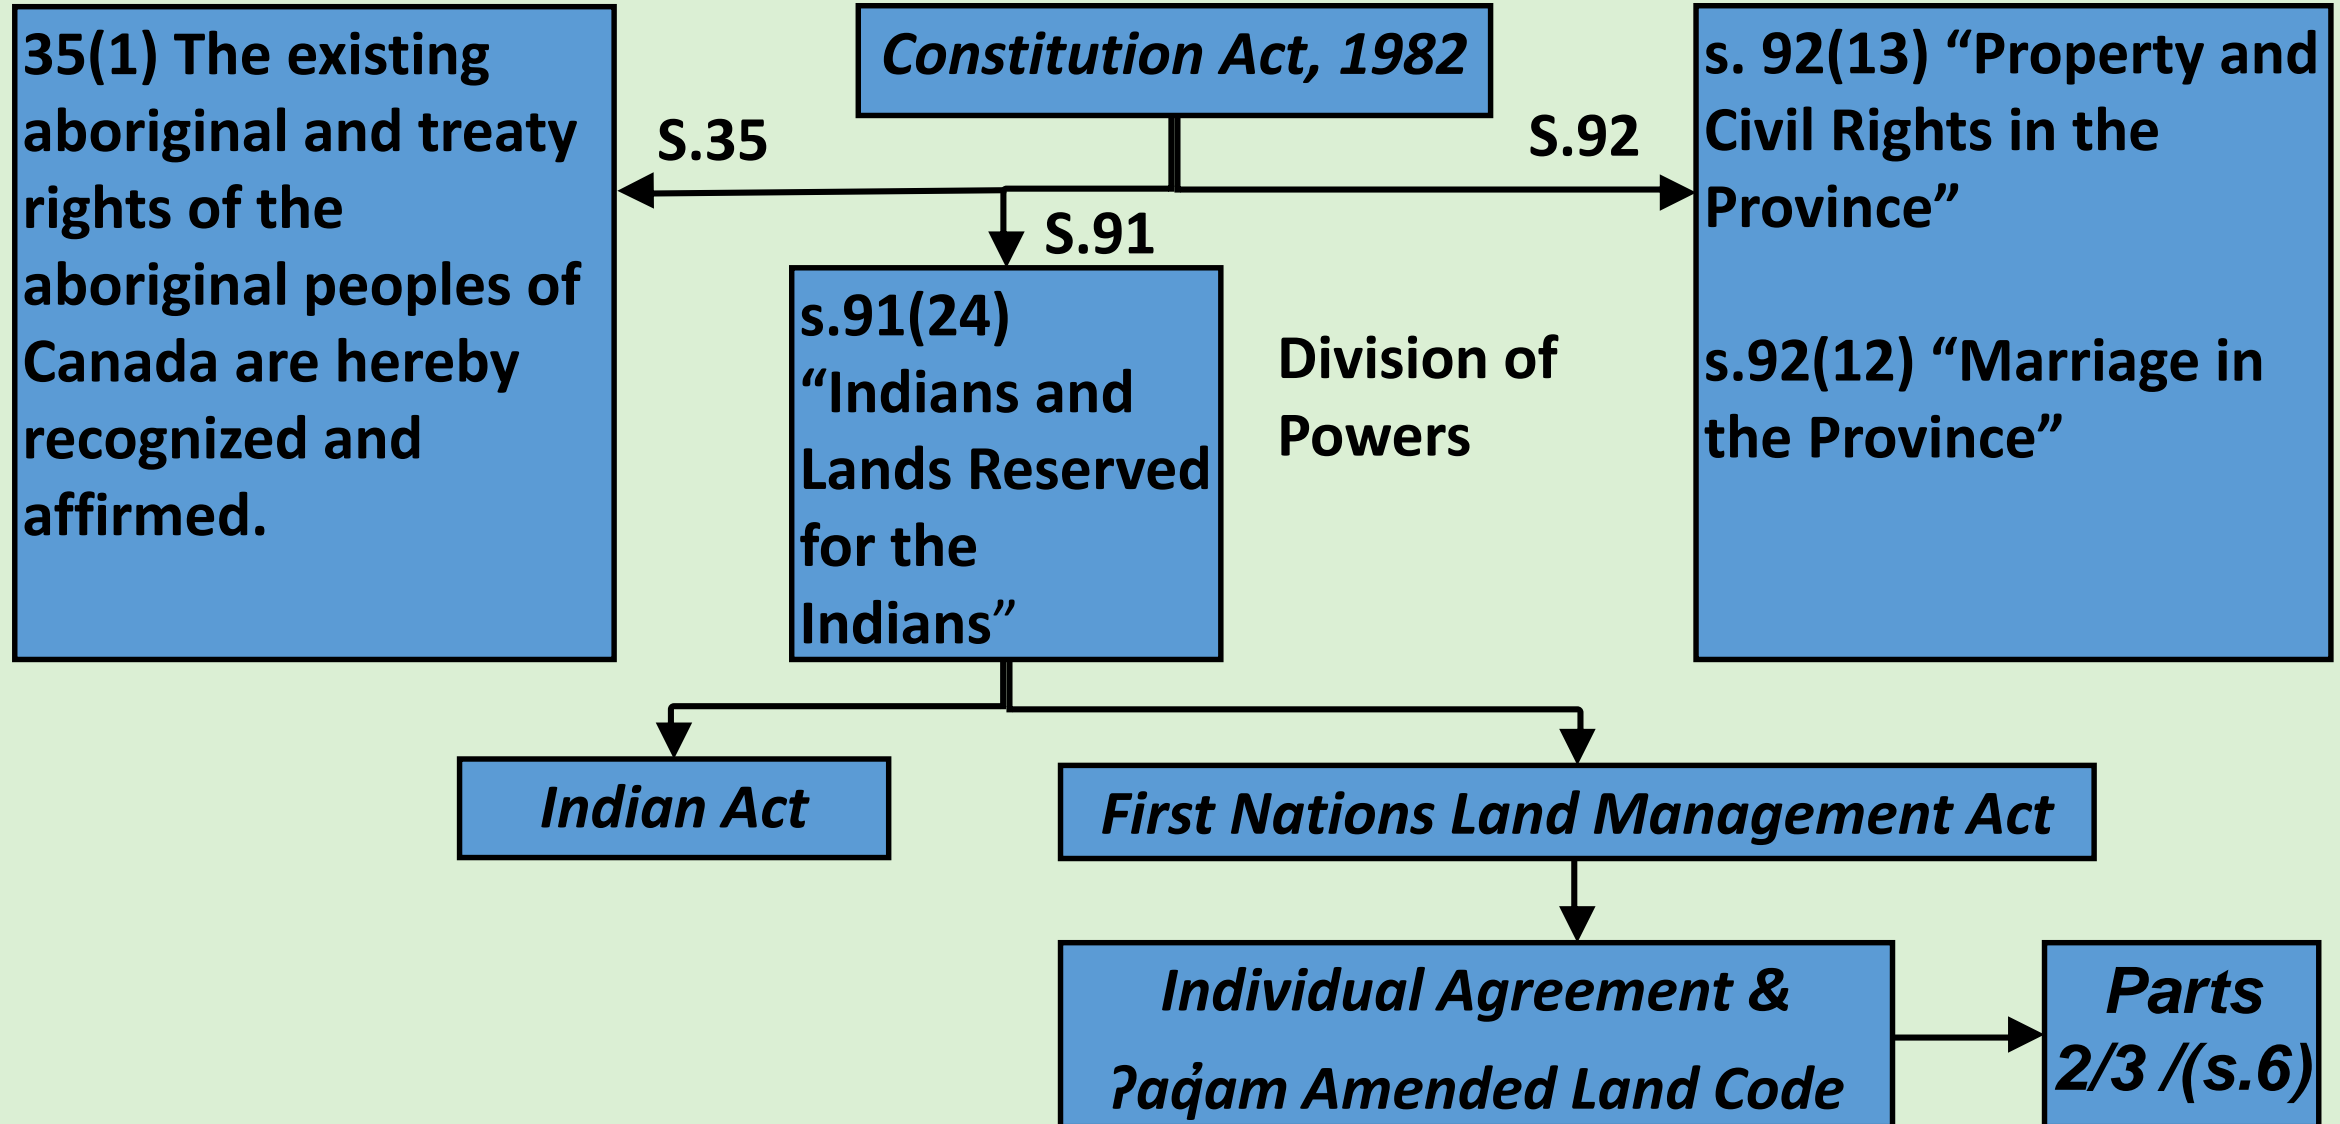 Constitution Act, 1982
S.35
S.92
S.91
35(1) The existing
aboriginal and treaty
rights of the
aboriginal peoples of
Canada are hereby
recognized and
affirmed.
s.91(24)
“Indians and
Lands Reserved
for the
Indians”
Division of
Powers
s. 92(13) “Property and
Civil Rights in the
Province”
s.92(12) “Marriage in
the Province”
Indian Act
First Nations Land Management Act
Individual Agreement &
ʔaq̓am Amended Land Code
Parts
2/3 /(s.6)